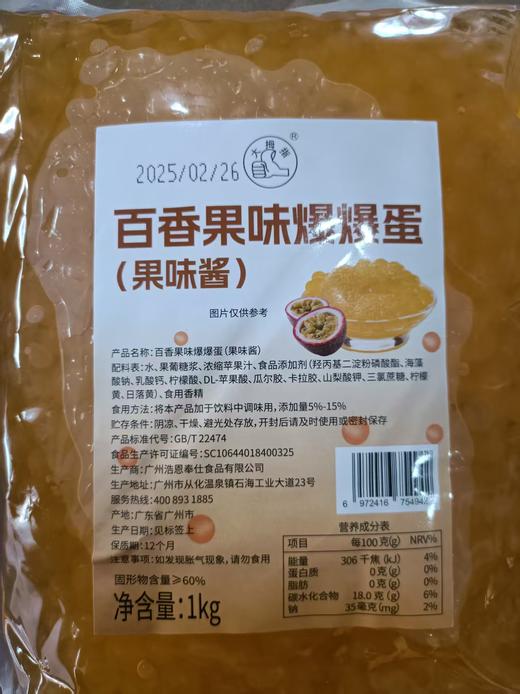 2025/02/26
大拇指
®
百香果味爆爆蛋
(果味酱)
图片仅供参考
产品名称:百香果味爆爆蛋(果味酱)
配料表:水、果葡糖浆、浓缩苹果汁、食品添加剂(羟丙基二淀粉磷酸酯、海藻
酸钠、乳酸钙、柠檬酸、DL-苹果酸、瓜尔胶、卡拉胶、山梨酸钾、三氯蔗糖、柠檬
黄、日落黄)、食用香精
食用方法:将本产品加于饮料中调味用,添加量5%-15%
贮存条件:阴凉、干燥、避光处存放,开封后请及时使用或密封保存
产品标准代号:GB/T 22474
食品生产许可证编号:SC10644018400325
生产商:广州浩恩奉仕食品有限公司
生产地址:广州市从化温泉镇石海工业大道23号
服务热线:400 893 1885
产地:广东省广州市
生产日期:见标签上
保质期:12个月
注意事项:如发现胀气现象,请勿食用
固形物含量≥60%
净含量:1kg
6 972416 75494
营养成分表
项目 每100克(g) NRV%
能量 306 千焦(kJ) 4%
蛋白质 0 克(g) 0%
脂肪 0 克(g) 0%
碳水化合物 18.0 克(g) 6%
钠 35毫克(mg) 2%